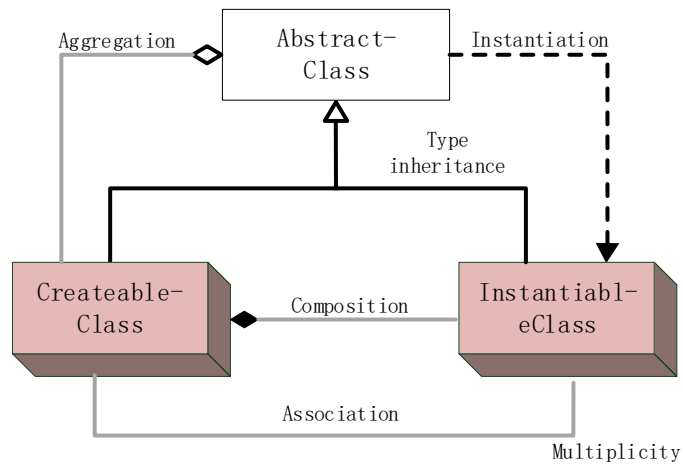 Aggregation
Abstract-
Class
Instantiation
Type
inheritance
Createable-
Class
Composition
Instantiabl-
eClass
Association
Multiplicity